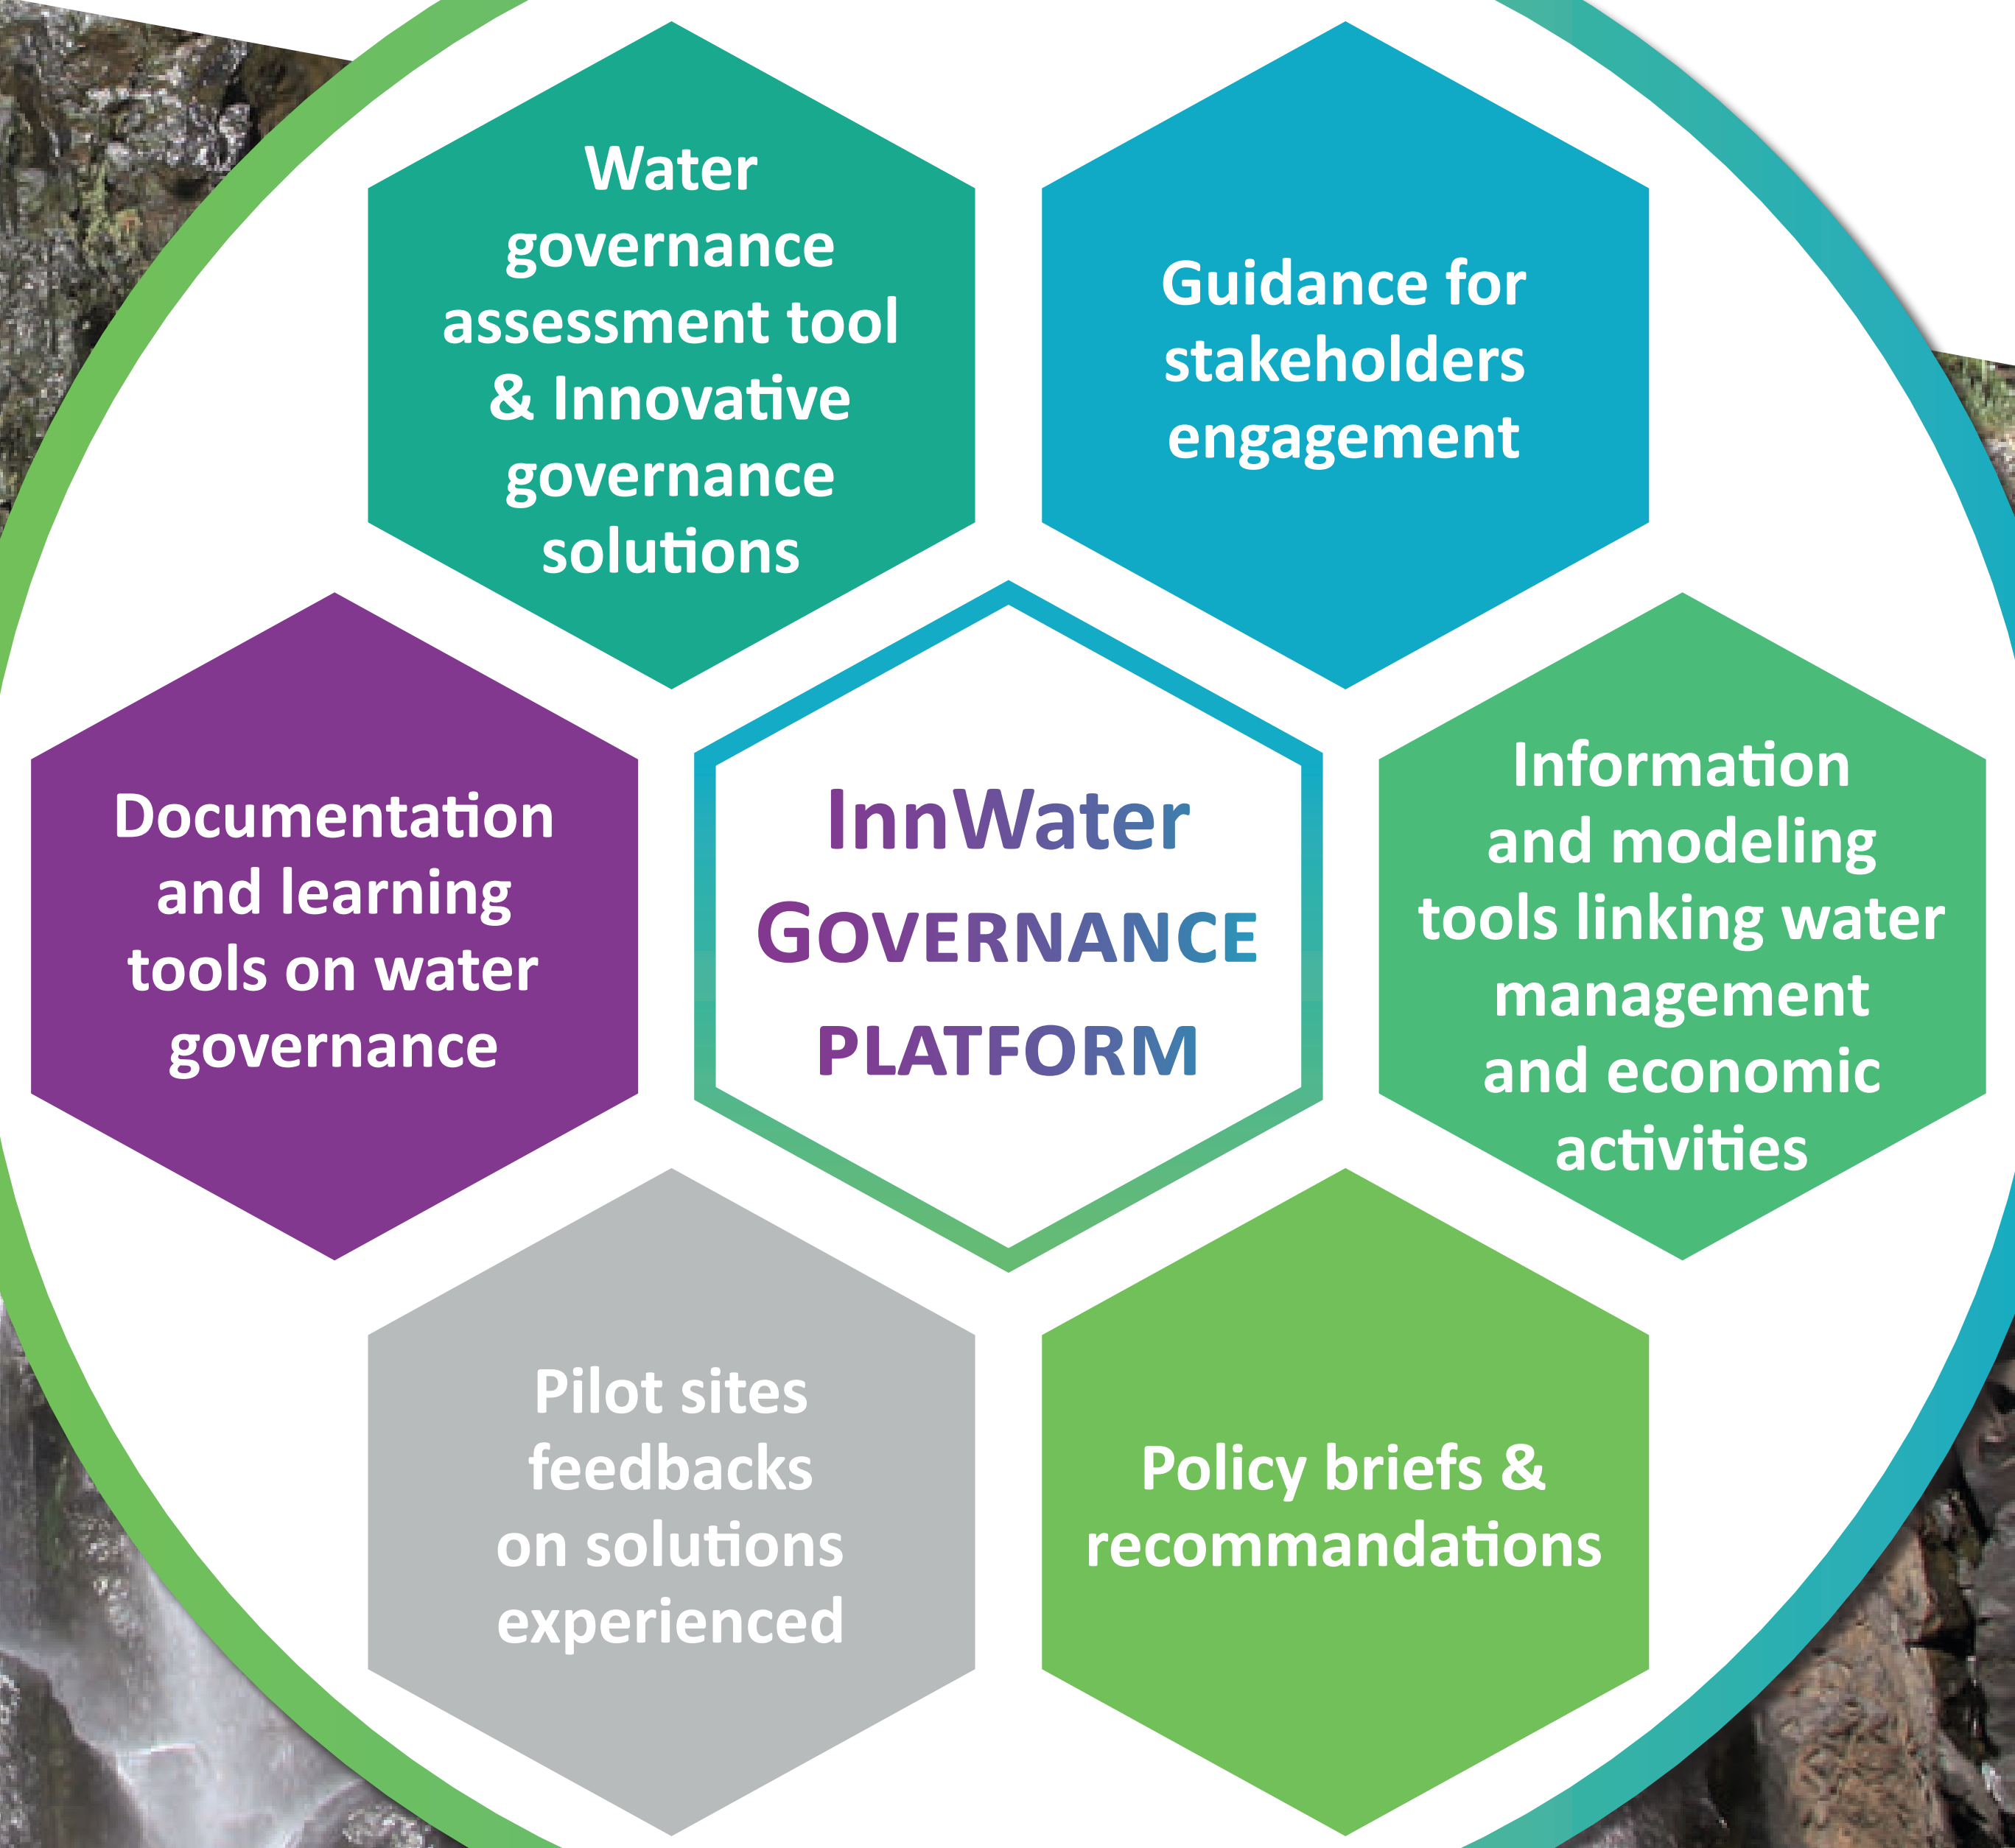 Water
governance
assessment tool
& Innovative
governance
solutions
Guidance for
stakeholders
engagement
Documentation
and learning
tools on water
governance
InnWater
GOVERNANCE
PLATFORM
Information
and modeling
tools linking water
management
and economic
activities
Pilot sites
feedbacks
on solutions
experienced
Policy briefs &
recommandations